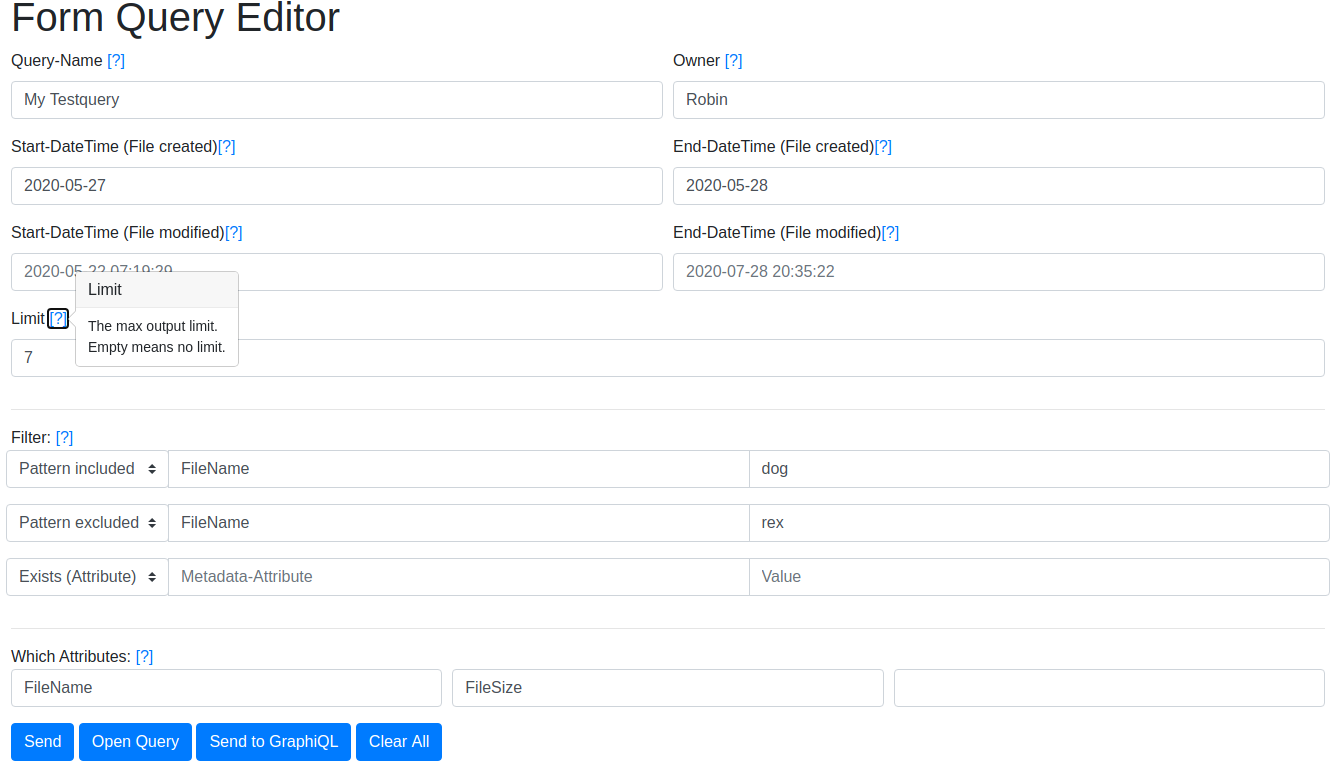 Form Query Editor
Query-Name [?]
Owner [?]
My Testquery
Robin
Start-DateTime (File created)[?]
End-DateTime (File created)[?]
2020-05-27
2020-05-28
Start-DateTime (File modified)[?]
End-DateTime (File modified)[?]
2020-05-22 07:19:29
2020-07-28 20:35:22
Limit [?]
Limit
The max output limit.
Empty means no limit.
7
Filter: [?]
Pattern included FileName dog
Pattern excluded FileName rex
Exists (Attribute) Metadata-Attribute Value
Which Attributes: [?]
FileName FileSize
Send Open Query Send to GraphiQL Clear All